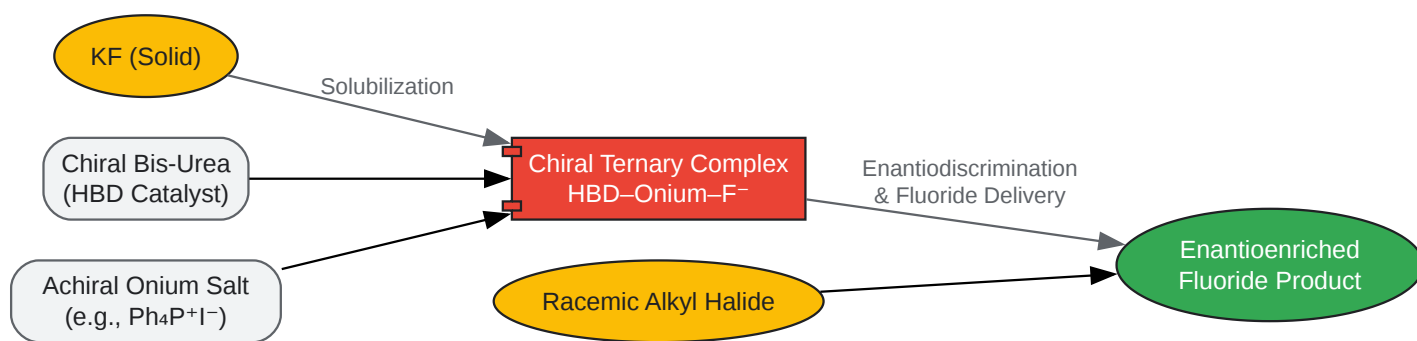 KF (Solid)
Solubilization
Chiral Bis-Urea
(HBD Catalyst)
Chiral Ternary Complex
HBD–Onium–F⁻
Enantiodiscrimination
& Fluoride Delivery
Achiral Onium Salt
(e.g., Ph₄P⁺I⁻)
Racemic Alkyl Halide
Enantioenriched
Fluoride Product